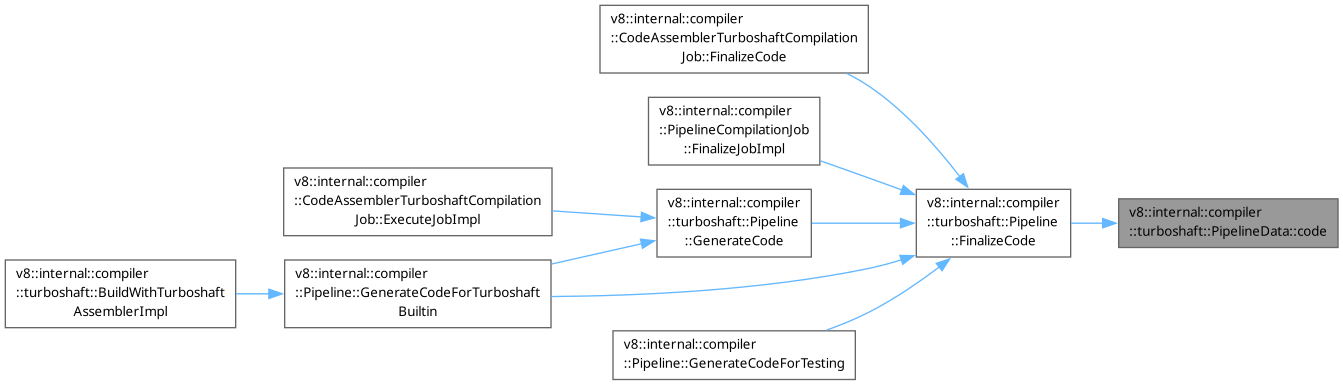 v8::internal::compiler
::CodeAssemblerTurboshaftCompilation
Job::FinalizeCode
v8::internal::compiler
::PipelineCompilationJob
::FinalizeJobImpl
v8::internal::compiler
::CodeAssemblerTurboshaftCompilation
Job::ExecuteJobImpl
v8::internal::compiler
::turboshaft::Pipeline
::GenerateCode
v8::internal::compiler
::turboshaft::Pipeline
::FinalizeCode
v8::internal::compiler
::turboshaft::PipelineData::code
v8::internal::compiler
::turboshaft::BuildWithTurboshaft
AssemblerImpl
v8::internal::compiler
::Pipeline::GenerateCodeForTurboshaft
Builtin
v8::internal::compiler
::Pipeline::GenerateCodeForTesting